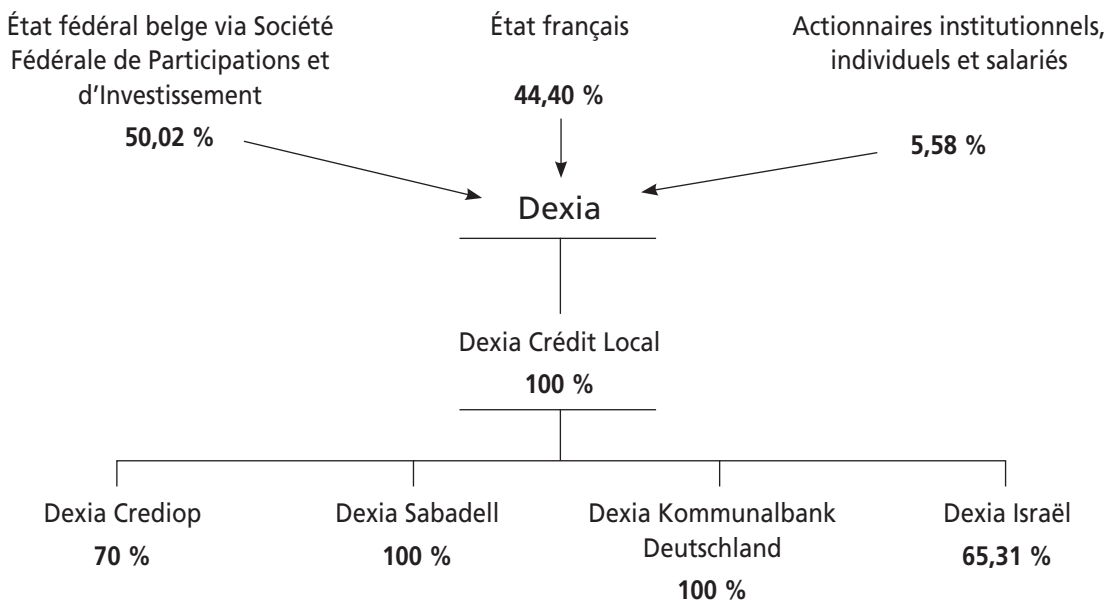 État fédéral belge via Société
Fédérale de Participations et
d'Investissement
50,02 %
État français
44,40 %
Actionnaires institutionnels,
individuels et salariés
5,58 %
Dexia
Dexia Crédit Local
100 %
Dexia Crediop
70 %
Dexia Sabadell
100 %
Dexia Kommunalbank
Deutschland
100 %
Dexia Israël
65,31 %